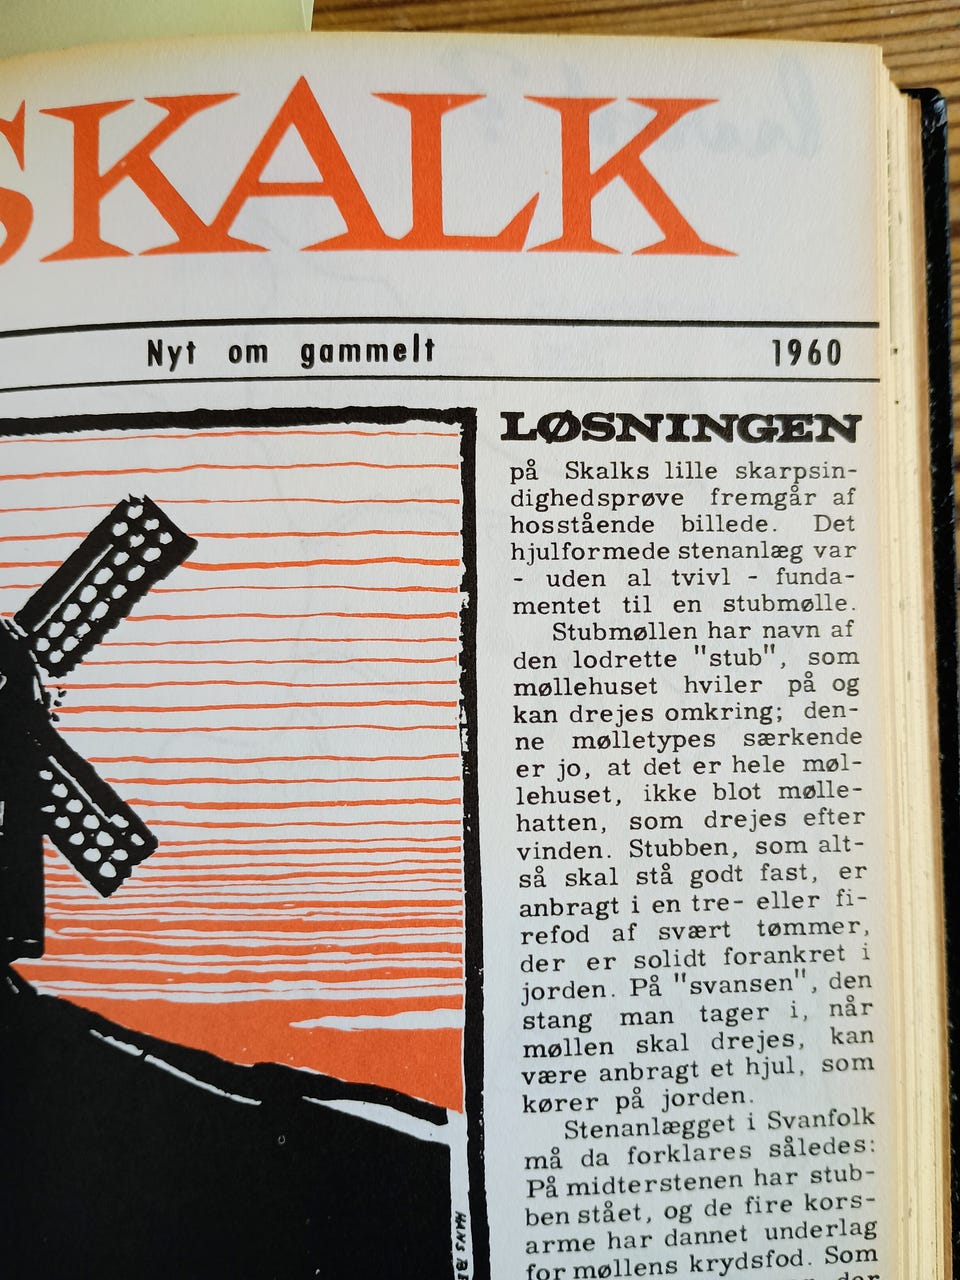 SKALK
Nyt om gammelt 1960
LØSNINGEN
på Skalks lille skarpsin-
dighedsprøve fremgår af
hosstående billede. Det
hjulformede stenanlæg var
- uden al tvivl - funda-
mentet til en stubmølle.
Stubmøllen har navn af
den lodrette "stub", som
møllehuset hviler på og
kan drejes omkring; den-
ne mølletypes særkende
er jo, at det er hele møl-
lehuset, ikke blot mølle-
hatten, som drejes efter
vinden. Stubben, som alt-
så skal stå godt fast, er
anbragt i en tre- eller fi-
refod af svært tømmer,
der er solidt forankret i
jorden. På "svansen", den
stang man tager i, når
møllen skal drejes, kan
være anbragt et hjul, som
kører på jorden.
Stenanlægget i Svanfolk
må da forklares således:
På midterstenen har stub-
ben stået, og de fire kors-
arme har dannet underlag
for møllens krydsfod. Som
HANS